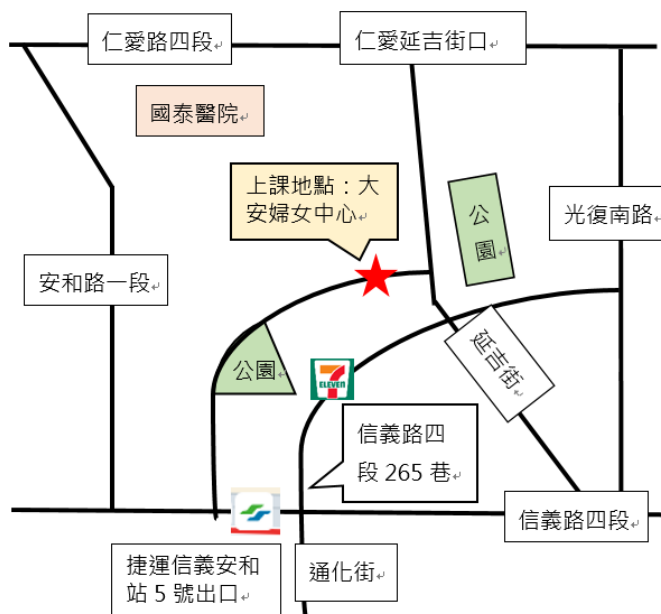 仁愛路四段
仁愛延吉街口
國泰醫院
上課地點：大
安婦女中心
公
園
光復南路
安和路一段
延吉街
公園
7
ELEVEN
信義路四
段 265 巷
信義路四段
捷運信義安和
站 5 號出口
通化街